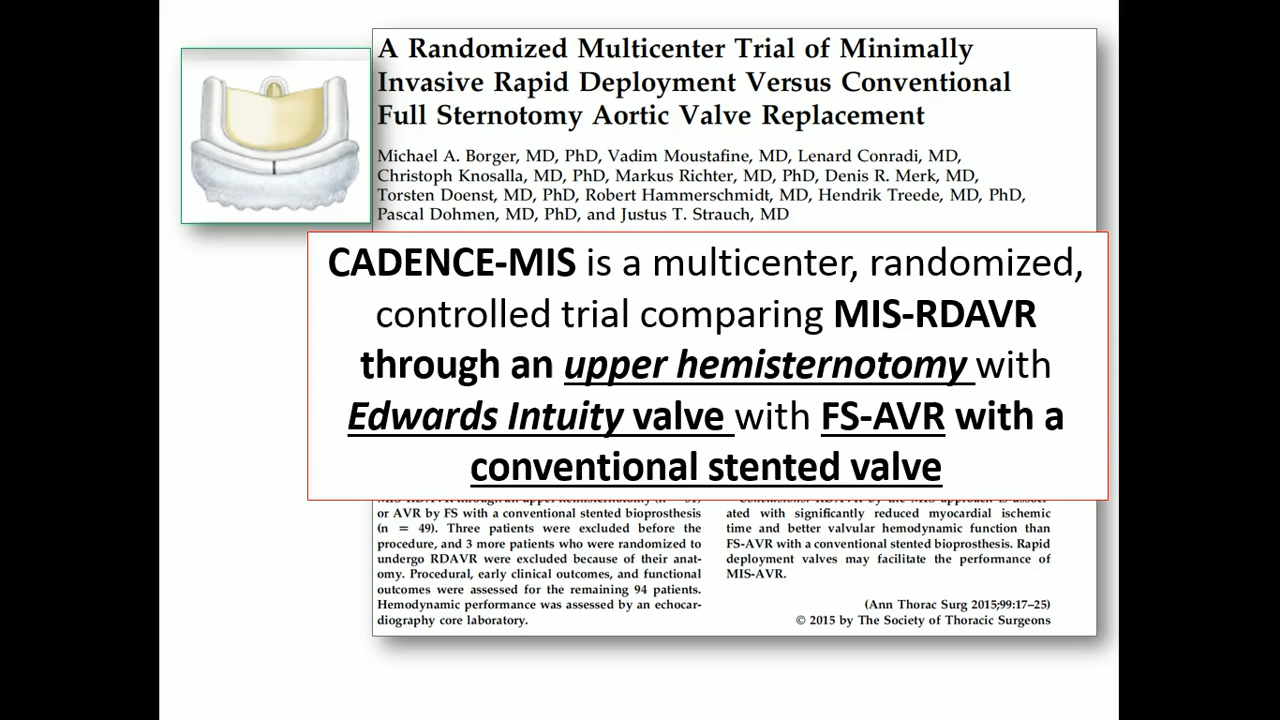 A Randomized Multicenter Trial of Minimally
Invasive Rapid Deployment Versus Conventional
Full Sternotomy Aortic Valve Replacement
Michael A. Borger, MD, PhD, Vadim Moustafine, MD, Lenard Conradi, MD,
Christoph Knosalla, MD, PhD, Markus Richter, MD, PhD, Denis R. Merk, MD,
Torsten Doenst, MD, PhD, Robert Hammerschmidt, MD, Hendrik Treede, MD, PhD,
Pascal Dohmen, MD, PhD, and Justus T. Strauch, MD
CADENCE-MIS is a multicenter, randomized,
controlled trial comparing MIS-RDAVR
through an upper hemisternotomy with
Edwards Intuity valve with FS-AVR with a
conventional stented valve
or AVR by FS with a conventional stented bioprosthesis
(n = 49). Three patients were excluded before the
procedure, and 3 more patients who were randomized to
undergo RDAVR were excluded because of their anat-
omy. Procedural, early clinical outcomes, and functional
outcomes were assessed for the remaining 94 patients.
Hemodynamic performance was assessed by an echocar-
diography core laboratory.
ated with significantly reduced myocardial ischemic
time and better valvular hemodynamic function than
FS-AVR with a conventional stented bioprosthesis. Rapid
deployment valves may facilitate the performance of
MIS-AVR.
(Ann Thorac Surg 2015;99:17–25)
© 2015 by The Society of Thoracic Surgeons